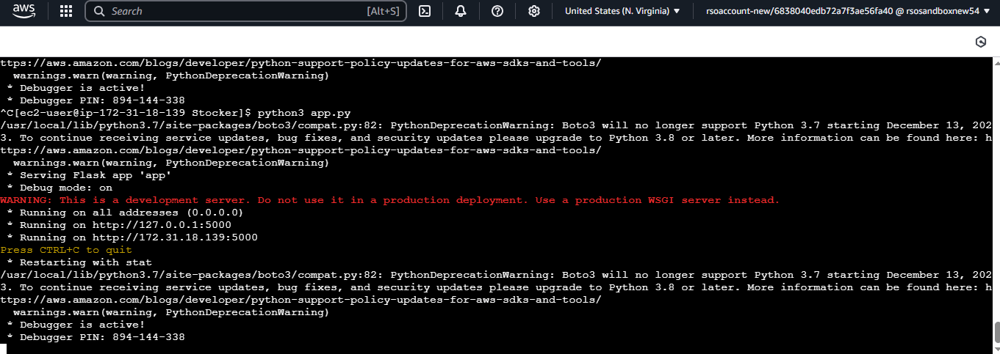 aws
Search
[Alt+S]
United States (N. Virginia)
rsoaccount-new/6838040edb72a7f3ae56fa40 @ rsosandboxnew54
ttps://aws.amazon.com/blogs/developer/python-support-policy-updates-for-aws-sdks-and-tools/
  warnings.warn(warning, PythonDeprecationWarning)
 * Debugger is active!
 * Debugger PIN: 894-144-338
^C[ec2-user@ip-172-31-18-139 Stocker]$ python3 app.py
/usr/local/lib/python3.7/site-packages/boto3/compat.py:82: PythonDeprecationWarning: Boto3 will no longer support Python 3.7 starting December 13, 202
3. To continue receiving service updates, bug fixes, and security updates please upgrade to Python 3.8 or later. More information can be found here: h
ttps://aws.amazon.com/blogs/developer/python-support-policy-updates-for-aws-sdks-and-tools/
  warnings.warn(warning, PythonDeprecationWarning)
 * Serving Flask app 'app'
 * Debug mode: on
WARNING: This is a development server. Do not use it in a production deployment. Use a production WSGI server instead.
 * Running on all addresses (0.0.0.0)
 * Running on http://127.0.0.1:5000
 * Running on http://172.31.18.139:5000
Press CTRL+C to quit
 * Restarting with stat
/usr/local/lib/python3.7/site-packages/boto3/compat.py:82: PythonDeprecationWarning: Boto3 will no longer support Python 3.7 starting December 13, 202
3. To continue receiving service updates, bug fixes, and security updates please upgrade to Python 3.8 or later. More information can be found here: h
ttps://aws.amazon.com/blogs/developer/python-support-policy-updates-for-aws-sdks-and-tools/
  warnings.warn(warning, PythonDeprecationWarning)
 * Debugger is active!
 * Debugger PIN: 894-144-338